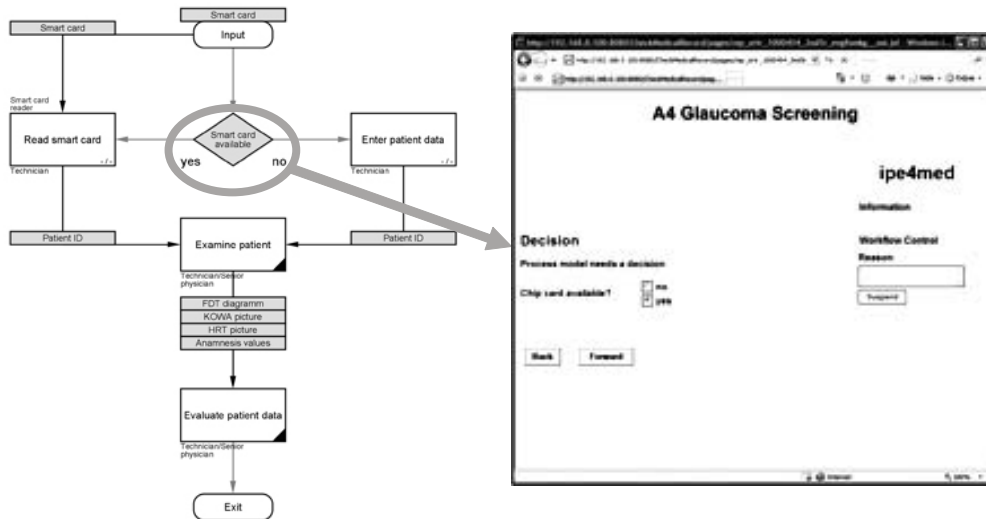 Smart card
Smart card
Input
Smart card
reader
Read smart card
- / -
Technician
Smart card
available
yes
no
Enter patient data
- / -
Technician
Patient ID
Patient ID
Examine patient
Technician/Senior
physician
FDT diagramm
KOWA picture
HRT picture
Anamnesis values
Evaluate patient data
Technician/Senior
physician
Exit
A4 Glaucoma Screening
ipe4med
Information
Decision
Workflow Control
Process model needs a decision
Reason
Chip card available?
no
yes
Suspend
Back
Forward
Internet